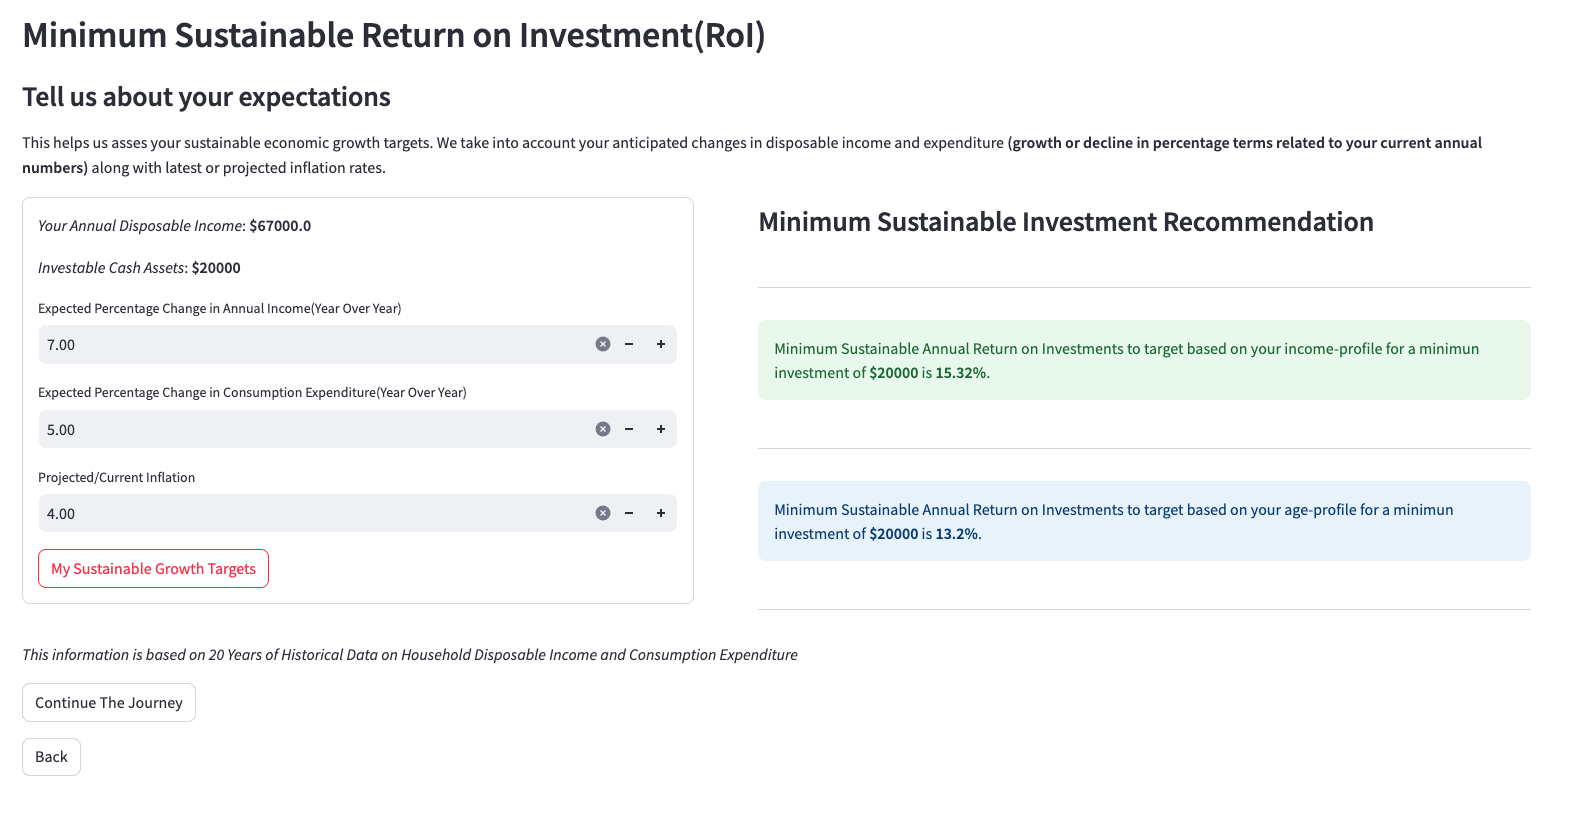 Minimum Sustainable Return on Investment(RoI)
Tell us about your expectations
This helps us asses your sustainable economic growth targets. We take into account your anticipated changes in disposable income and expenditure (growth or decline in percentage terms related to your current annual
numbers) along with latest or projected inflation rates.
Your Annual Disposable Income: $67000.0
Investable Cash Assets: $20000
Expected Percentage Change in Annual Income(Year Over Year)
7.00
Expected Percentage Change in Consumption Expenditure(Year Over Year)
5.00
Projected/Current Inflation
4.00
My Sustainable Growth Targets
Minimum Sustainable Investment Recommendation
Minimum Sustainable Annual Return on Investments to target based on your income-profile for a minimun
investment of $20000 is 15.32%.
Minimum Sustainable Annual Return on Investments to target based on your age-profile for a minimun
investment of $20000 is 13.2%.
This information is based on 20 Years of Historical Data on Household Disposable Income and Consumption Expenditure
Continue The Journey
Back